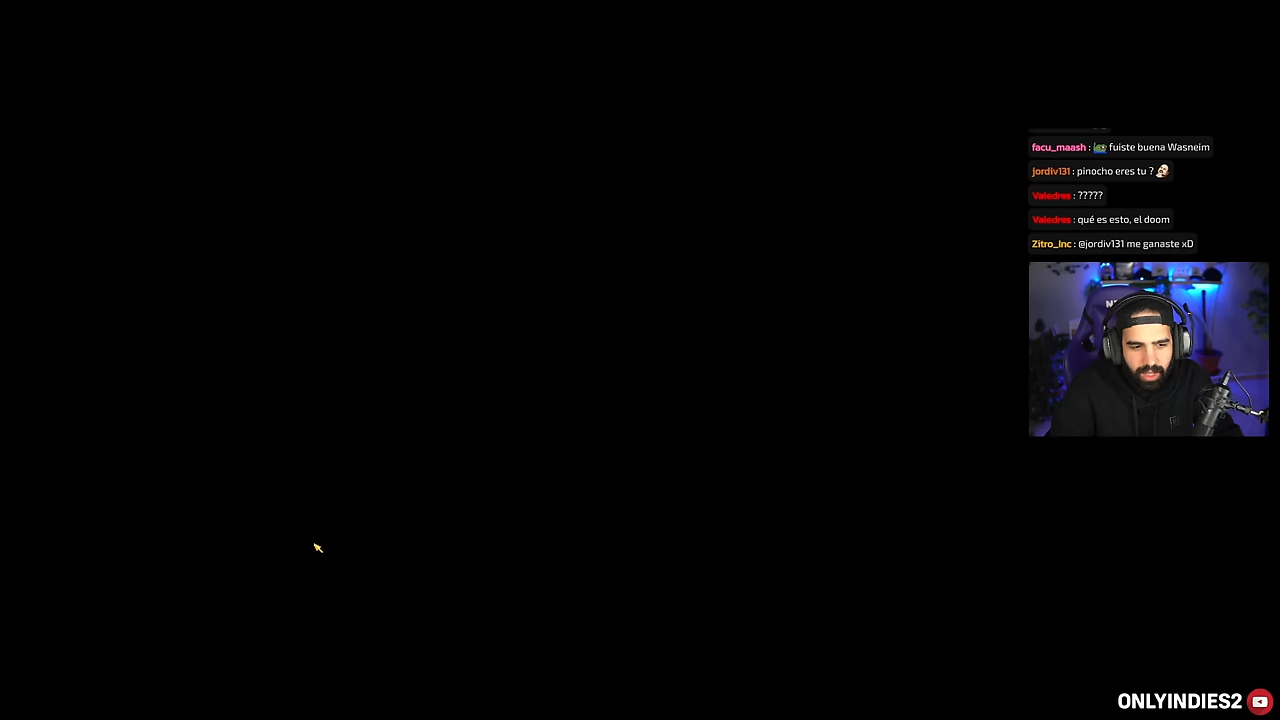 facu_maash : fuiste buena Wasneim
jordiv131 : pinocho eres tu ?
Valedres : ?????
Valedres : qué es esto, el doom
Zitro_Inc : @jordiv131 me ganaste xD
ONLYINDIES2